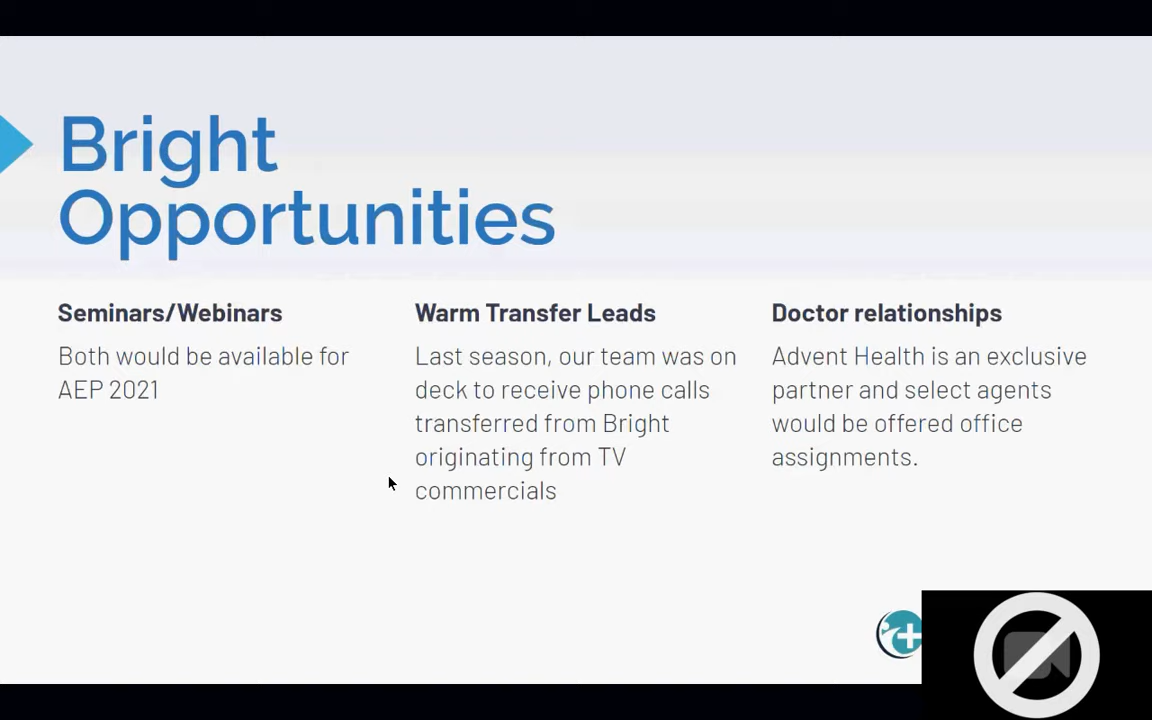 Bright
Opportunities
Seminars/Webinars
Both would be available for
AEP 2021
Warm Transfer Leads
Last season, our team was on
deck to receive phone calls
transferred from Bright
originating from TV
commercials
Doctor relationships
Advent Health is an exclusive
partner and select agents
would be offered office
assignments.